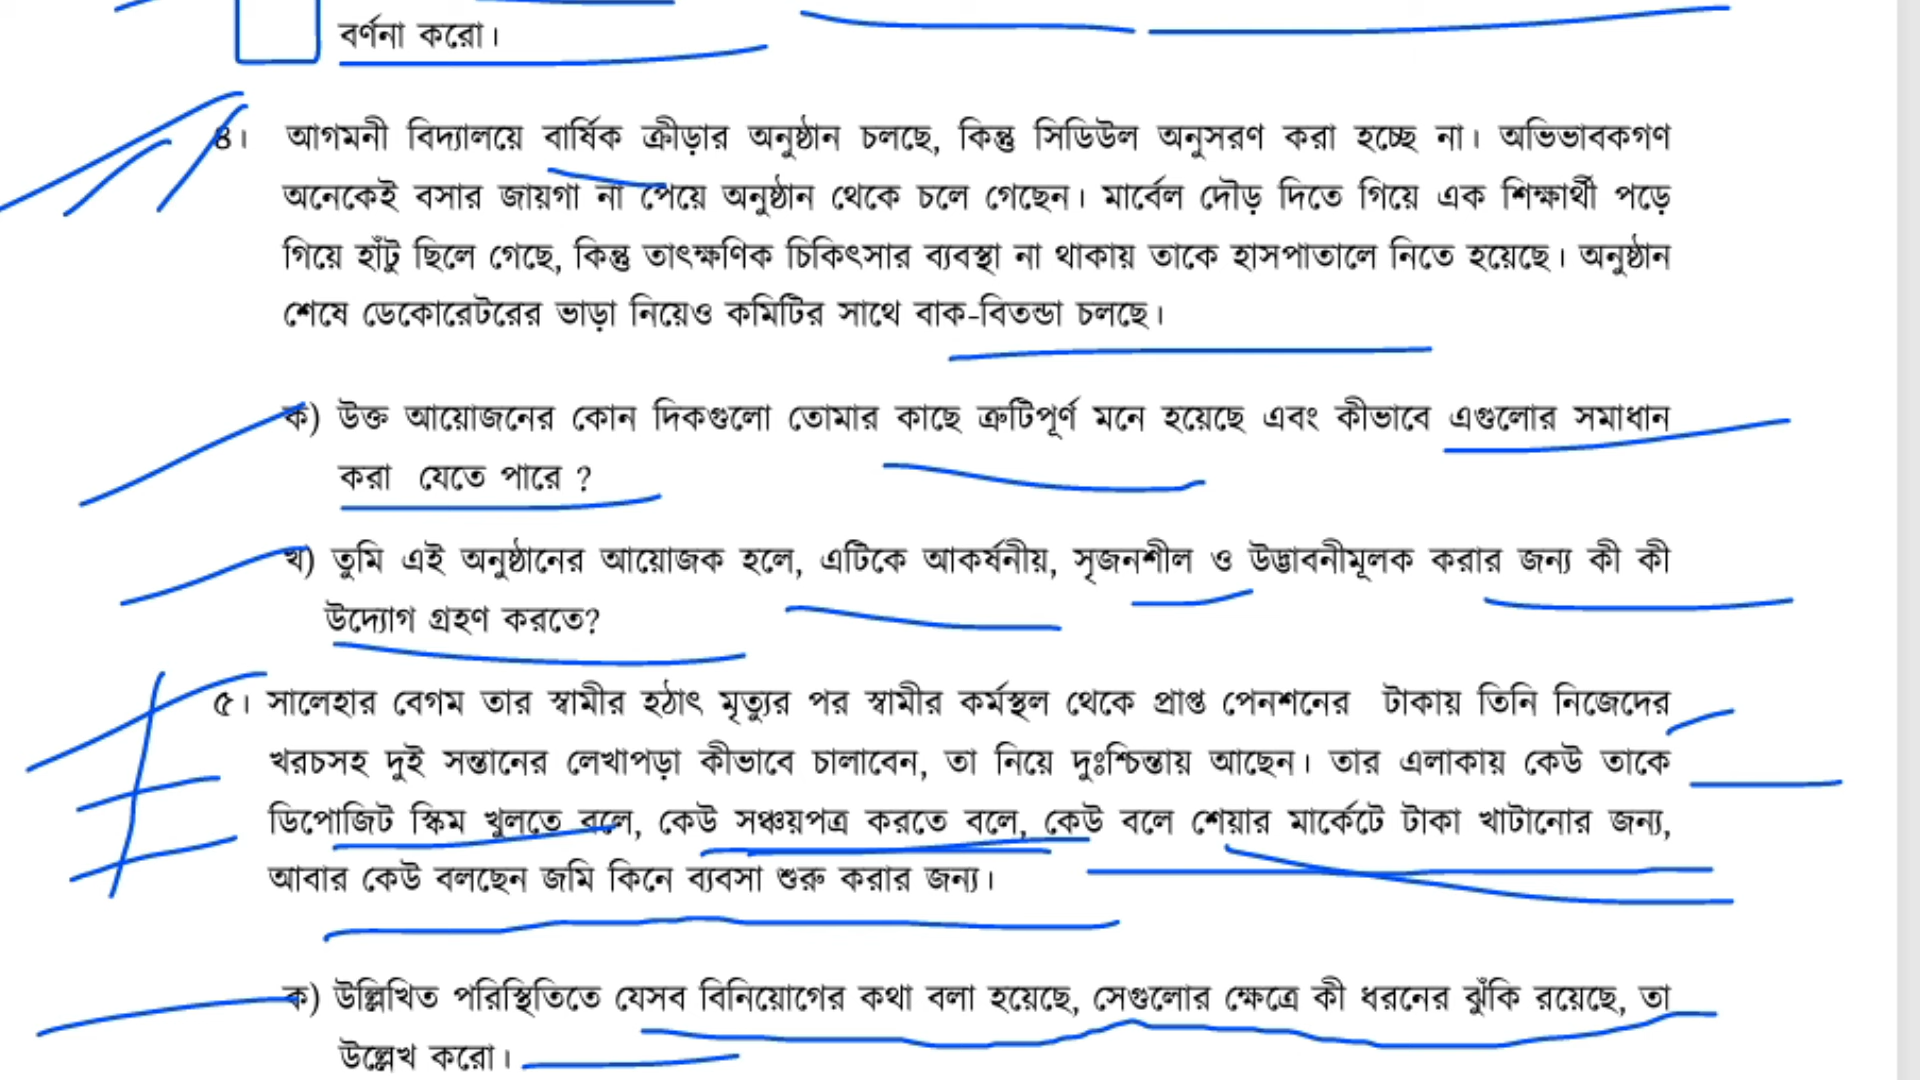 বর্ণনা করো।
৪। আগমনী বিদ্যালয়ে বার্ষিক ক্রীড়ার অনুষ্ঠান চলছে, কিন্তু সিডিউল অনুসরণ করা হচ্ছে না। অভিভাবকগণ
অনেকেই বসার জায়গা না পেয়ে অনুষ্ঠান থেকে চলে গেছেন। মার্বেল দৌড় দিতে গিয়ে এক শিক্ষার্থী পড়ে
গিয়ে হাঁটু ছিলে গেছে, কিন্তু তাৎক্ষণিক চিকিৎসার ব্যবস্থা না থাকায় তাকে হাসপাতালে নিতে হয়েছে। অনুষ্ঠান
শেষে ডেকোরেটরের ভাড়া নিয়েও কমিটির সাথে বাক-বিতন্ডা চলছে।
ক) উক্ত আয়োজনের কোন দিকগুলো তোমার কাছে ত্রুটিপূর্ণ মনে হয়েছে এবং কীভাবে এগুলোর সমাধান
করা যেতে পারে ?
খ) তুমি এই অনুষ্ঠানের আয়োজক হলে, এটিকে আকর্ষনীয়, সৃজনশীল ও উদ্ভাবনীমূলক করার জন্য কী কী
উদ্যোগ গ্রহণ করতে?
৫। সালেহার বেগম তার স্বামীর হঠাৎ মৃত্যুর পর স্বামীর কর্মস্থল থেকে প্রাপ্ত পেনশনের টাকায় তিনি নিজেদের
খরচসহ দুই সন্তানের লেখাপড়া কীভাবে চালাবেন, তা নিয়ে দুঃশ্চিন্তায় আছেন। তার এলাকায় কেউ তাকে
ডিপোজিট স্কিম খুলতে বলে, কেউ সঞ্চয়পত্র করতে বলে, কেউ বলে শেয়ার মার্কেটে টাকা খাটানোর জন্য,
আবার কেউ বলছেন জমি কিনে ব্যবসা শুরু করার জন্য।
ক) উল্লিখিত পরিস্থিতিতে যেসব বিনিয়োগের কথা বলা হয়েছে, সেগুলোর ক্ষেত্রে কী ধরনের ঝুঁকি রয়েছে, তা
উল্লেখ করো।